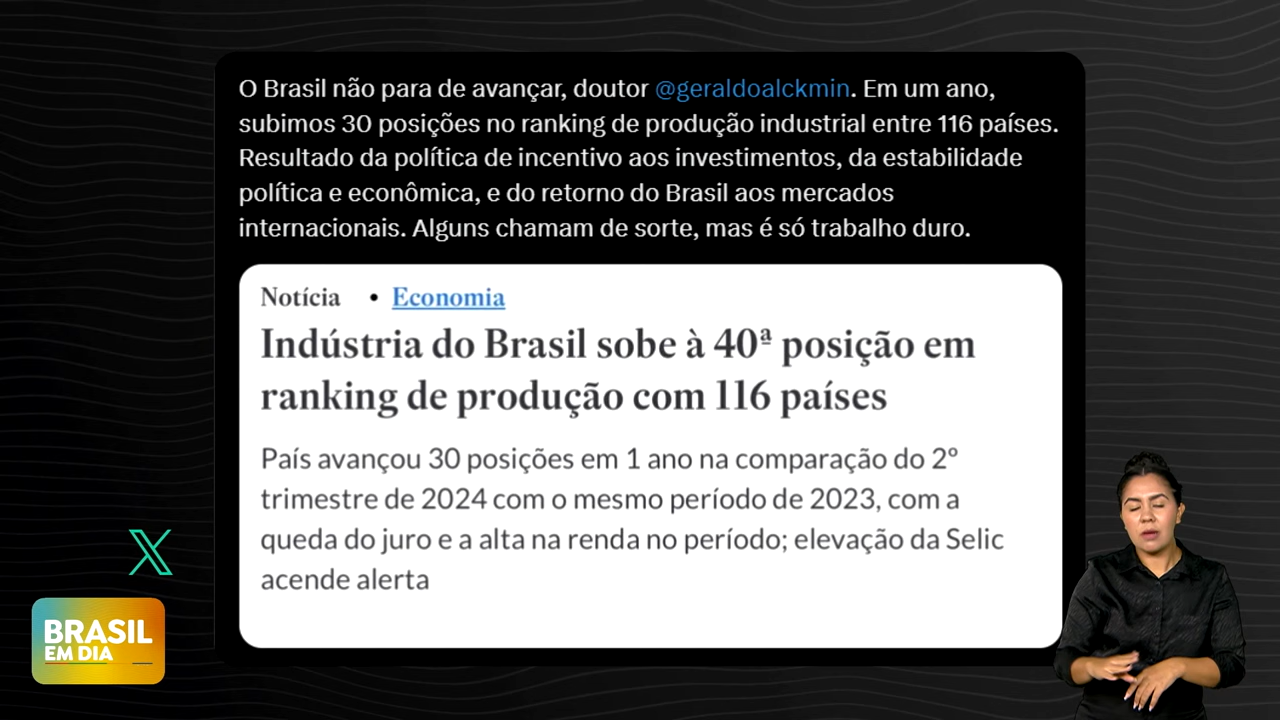 O Brasil não para de avançar, doutor @geraldoalckmin. Em um ano,
subimos 30 posições no ranking de produção industrial entre 116 países.
Resultado da política de incentivo aos investimentos, da estabilidade
política e econômica, e do retorno do Brasil aos mercados
internacionais. Alguns chamam de sorte, mas é só trabalho duro.
Notícia • Economia
Indústria do Brasil sobe à 40ª posição em
ranking de produção com 116 países
País avançou 30 posições em 1 ano na comparação do 2º
trimestre de 2024 com o mesmo período de 2023, com a
queda do juro e a alta na renda no período; elevação da Selic
acende alerta
X
BRASIL
EM DIA